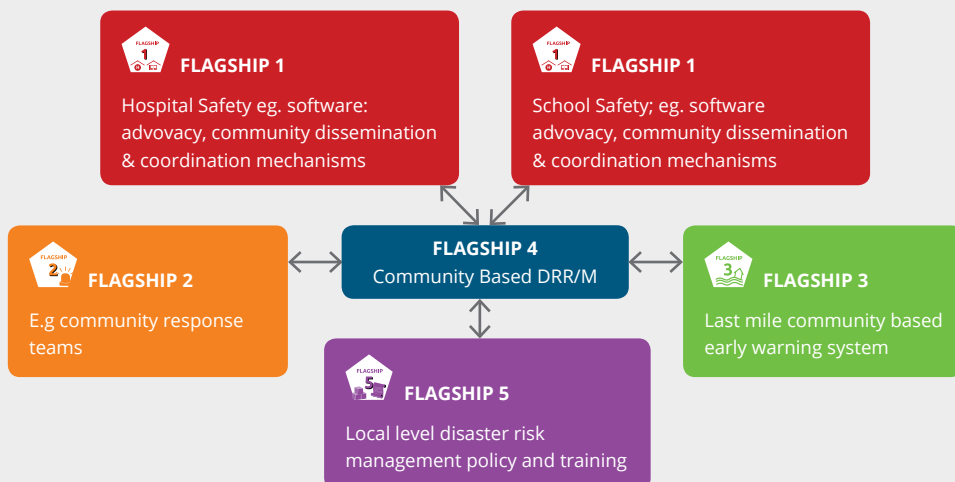 FLAGSHIP
1
FLAGSHIP 1
Hospital Safety eg. software:
advocacy, community dissemination
& coordination mechanisms
FLAGSHIP
1
FLAGSHIP 1
School Safety; eg. software
advocacy, community dissemination
& coordination mechanisms
FLAGSHIP
2
FLAGSHIP 2
E.g community response
teams
FLAGSHIP 4
Community Based DRR/M
FLAGSHIP
3
FLAGSHIP 3
Last mile community based
early warning system
FLAGSHIP
5
FLAGSHIP 5
Local level disaster risk
management policy and training